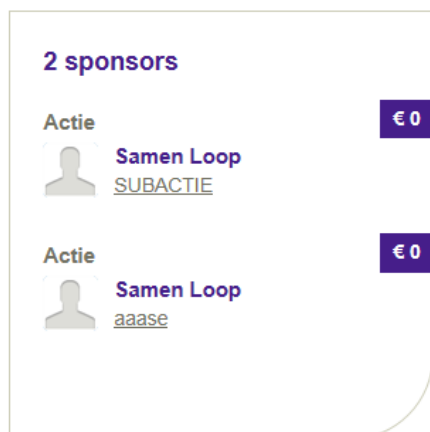 2 sponsors
Actie
€ 0
Samen Loop
SUBACTIE
Actie
€ 0
Samen Loop
aaase